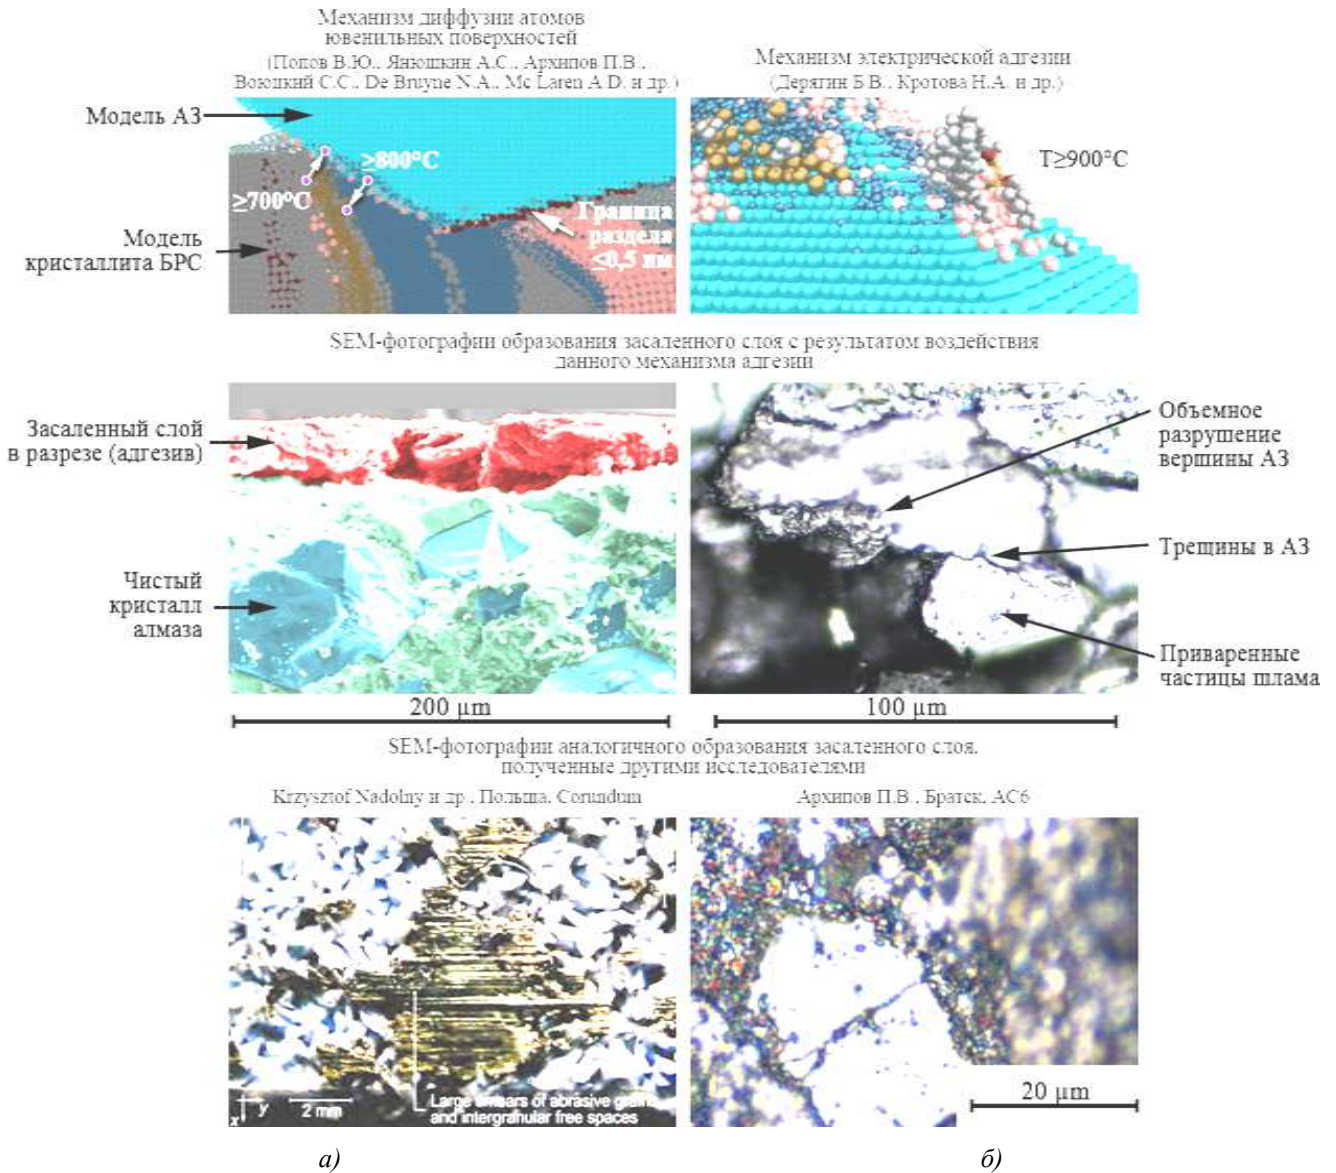 Механизм диффузии атомов
ювенильных поверхностей
(Попов В.Ю., Янюшкин А.С., Архипов П.В.,
Воюцкий С.С., De Bruyne N.A., Mc Laren A.D. и др.)
Механизм электрической адгезии
(Дерягин Б.В., Кротова Н.А. и др.)
Модель АЗ
≥800°C
≥700°C
T≥900°C
Модель
кристаллита БРС
Граница
раздела
≤0,5 нм
SEM-фотографии образования засаленного слоя с результатом воздействия
данного механизма адгезии
Засаленный слой
в разрезе (адгезив)
Объемное
разрушение
вершины АЗ
Трещины в АЗ
Чистый
кристалл
алмаза
Приваренные
частицы шлама
200 µm
100 µm
SEM-фотографии аналогичного образования засаленного слоя,
полученные другими исследователями
Krzysztof Nadolny и др., Польша, Corundum
Архипов П.В., Братск, АС6
x
y
2 mm
Large smears of abrasive grains
and intergranular free spaces
20 µm
а)
б)